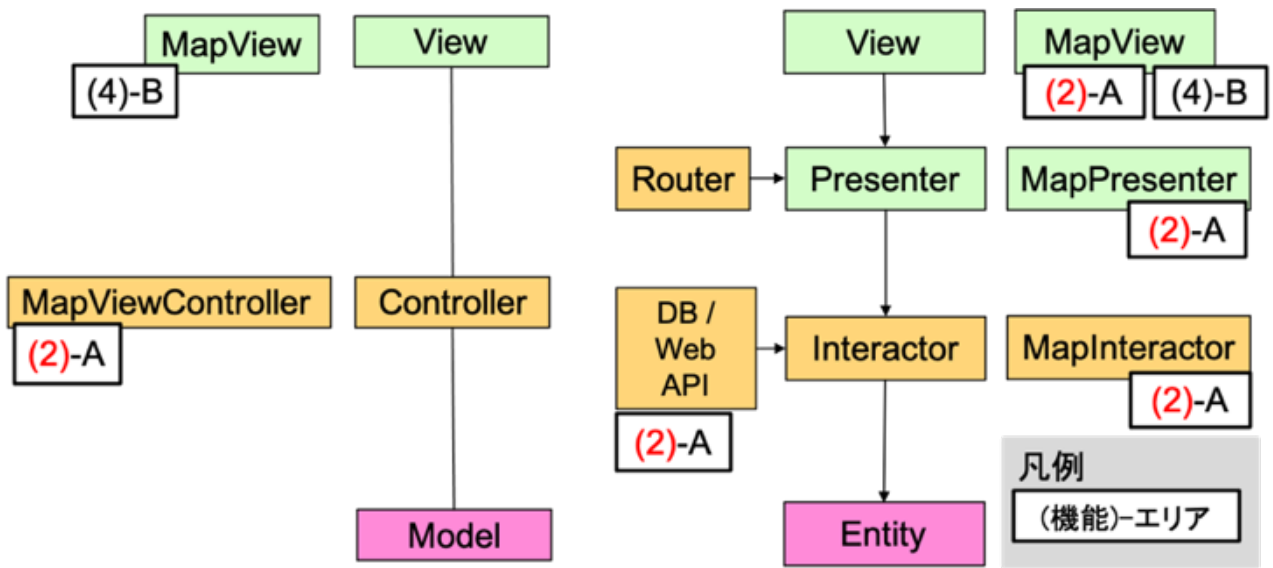 MapView
(4)-B
View
MapViewController
(2)-A
Controller
Model
View
MapView
(2)-A
(4)-B
Router
Presenter
MapPresenter
(2)-A
DB /
Web
API
(2)-A
Interactor
MapInteractor
(2)-A
Entity
凡例
(機能)-エリア